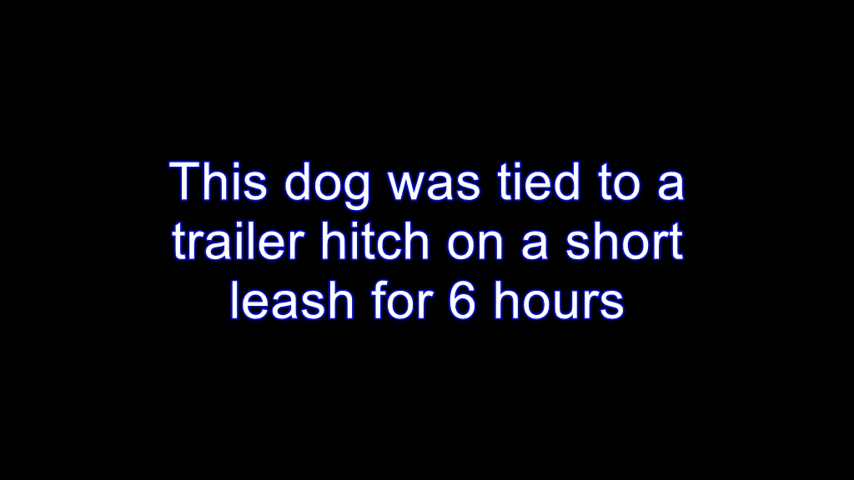 This dog was tied to a
trailer hitch on a short
leash for 6 hours